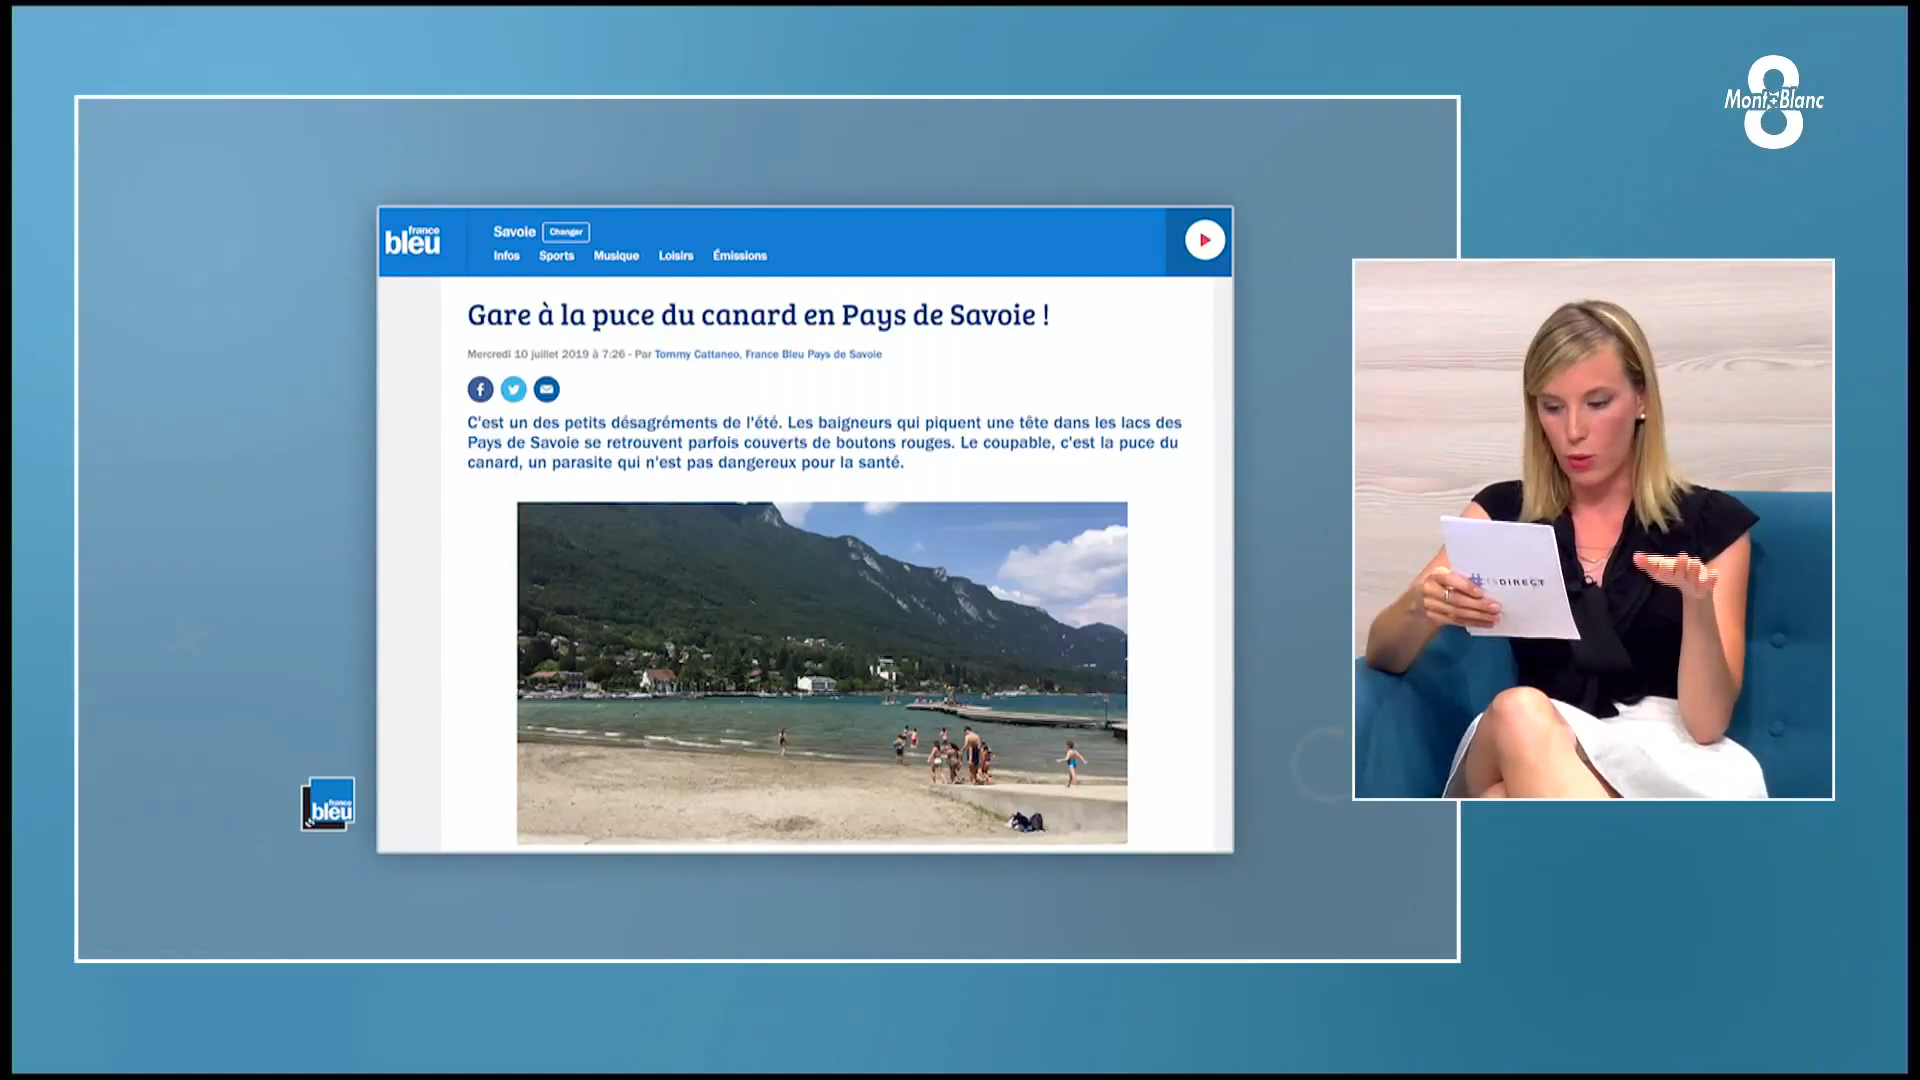 8
Mont Blanc
france
bleu
Savoie
Changer
Infos Sports Musique Loisirs Émissions
Gare à la puce du canard en Pays de Savoie !
Mercredi 10 juillet 2019 à 7:26 - Par Tommy Cattaneo, France Bleu Pays de Savoie
C'est un des petits désagréments de l'été. Les baigneurs qui piquent une tête dans les lacs des
Pays de Savoie se retrouvent parfois couverts de boutons rouges. Le coupable, c'est la puce du
canard, un parasite qui n'est pas dangereux pour la santé.
france
bleu
DIRECT